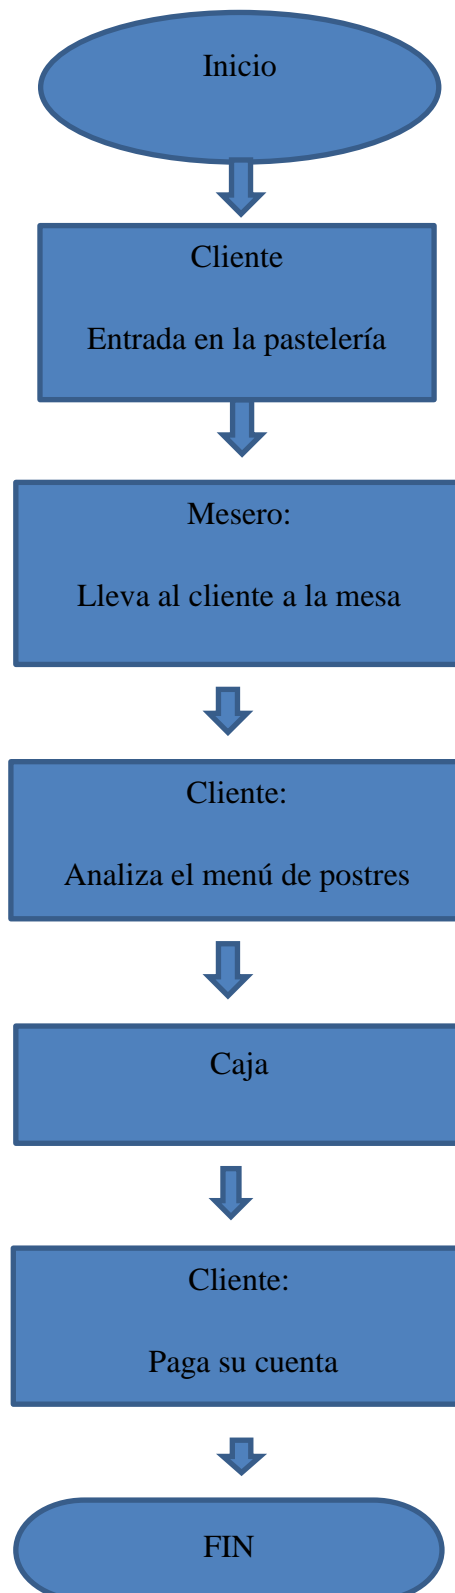 Inicio
Cliente
Entrada en la pastelería
Mesero:
Lleva al cliente a la mesa
Cliente:
Analiza el menú de postres
Caja
Cliente:
Paga su cuenta
FIN